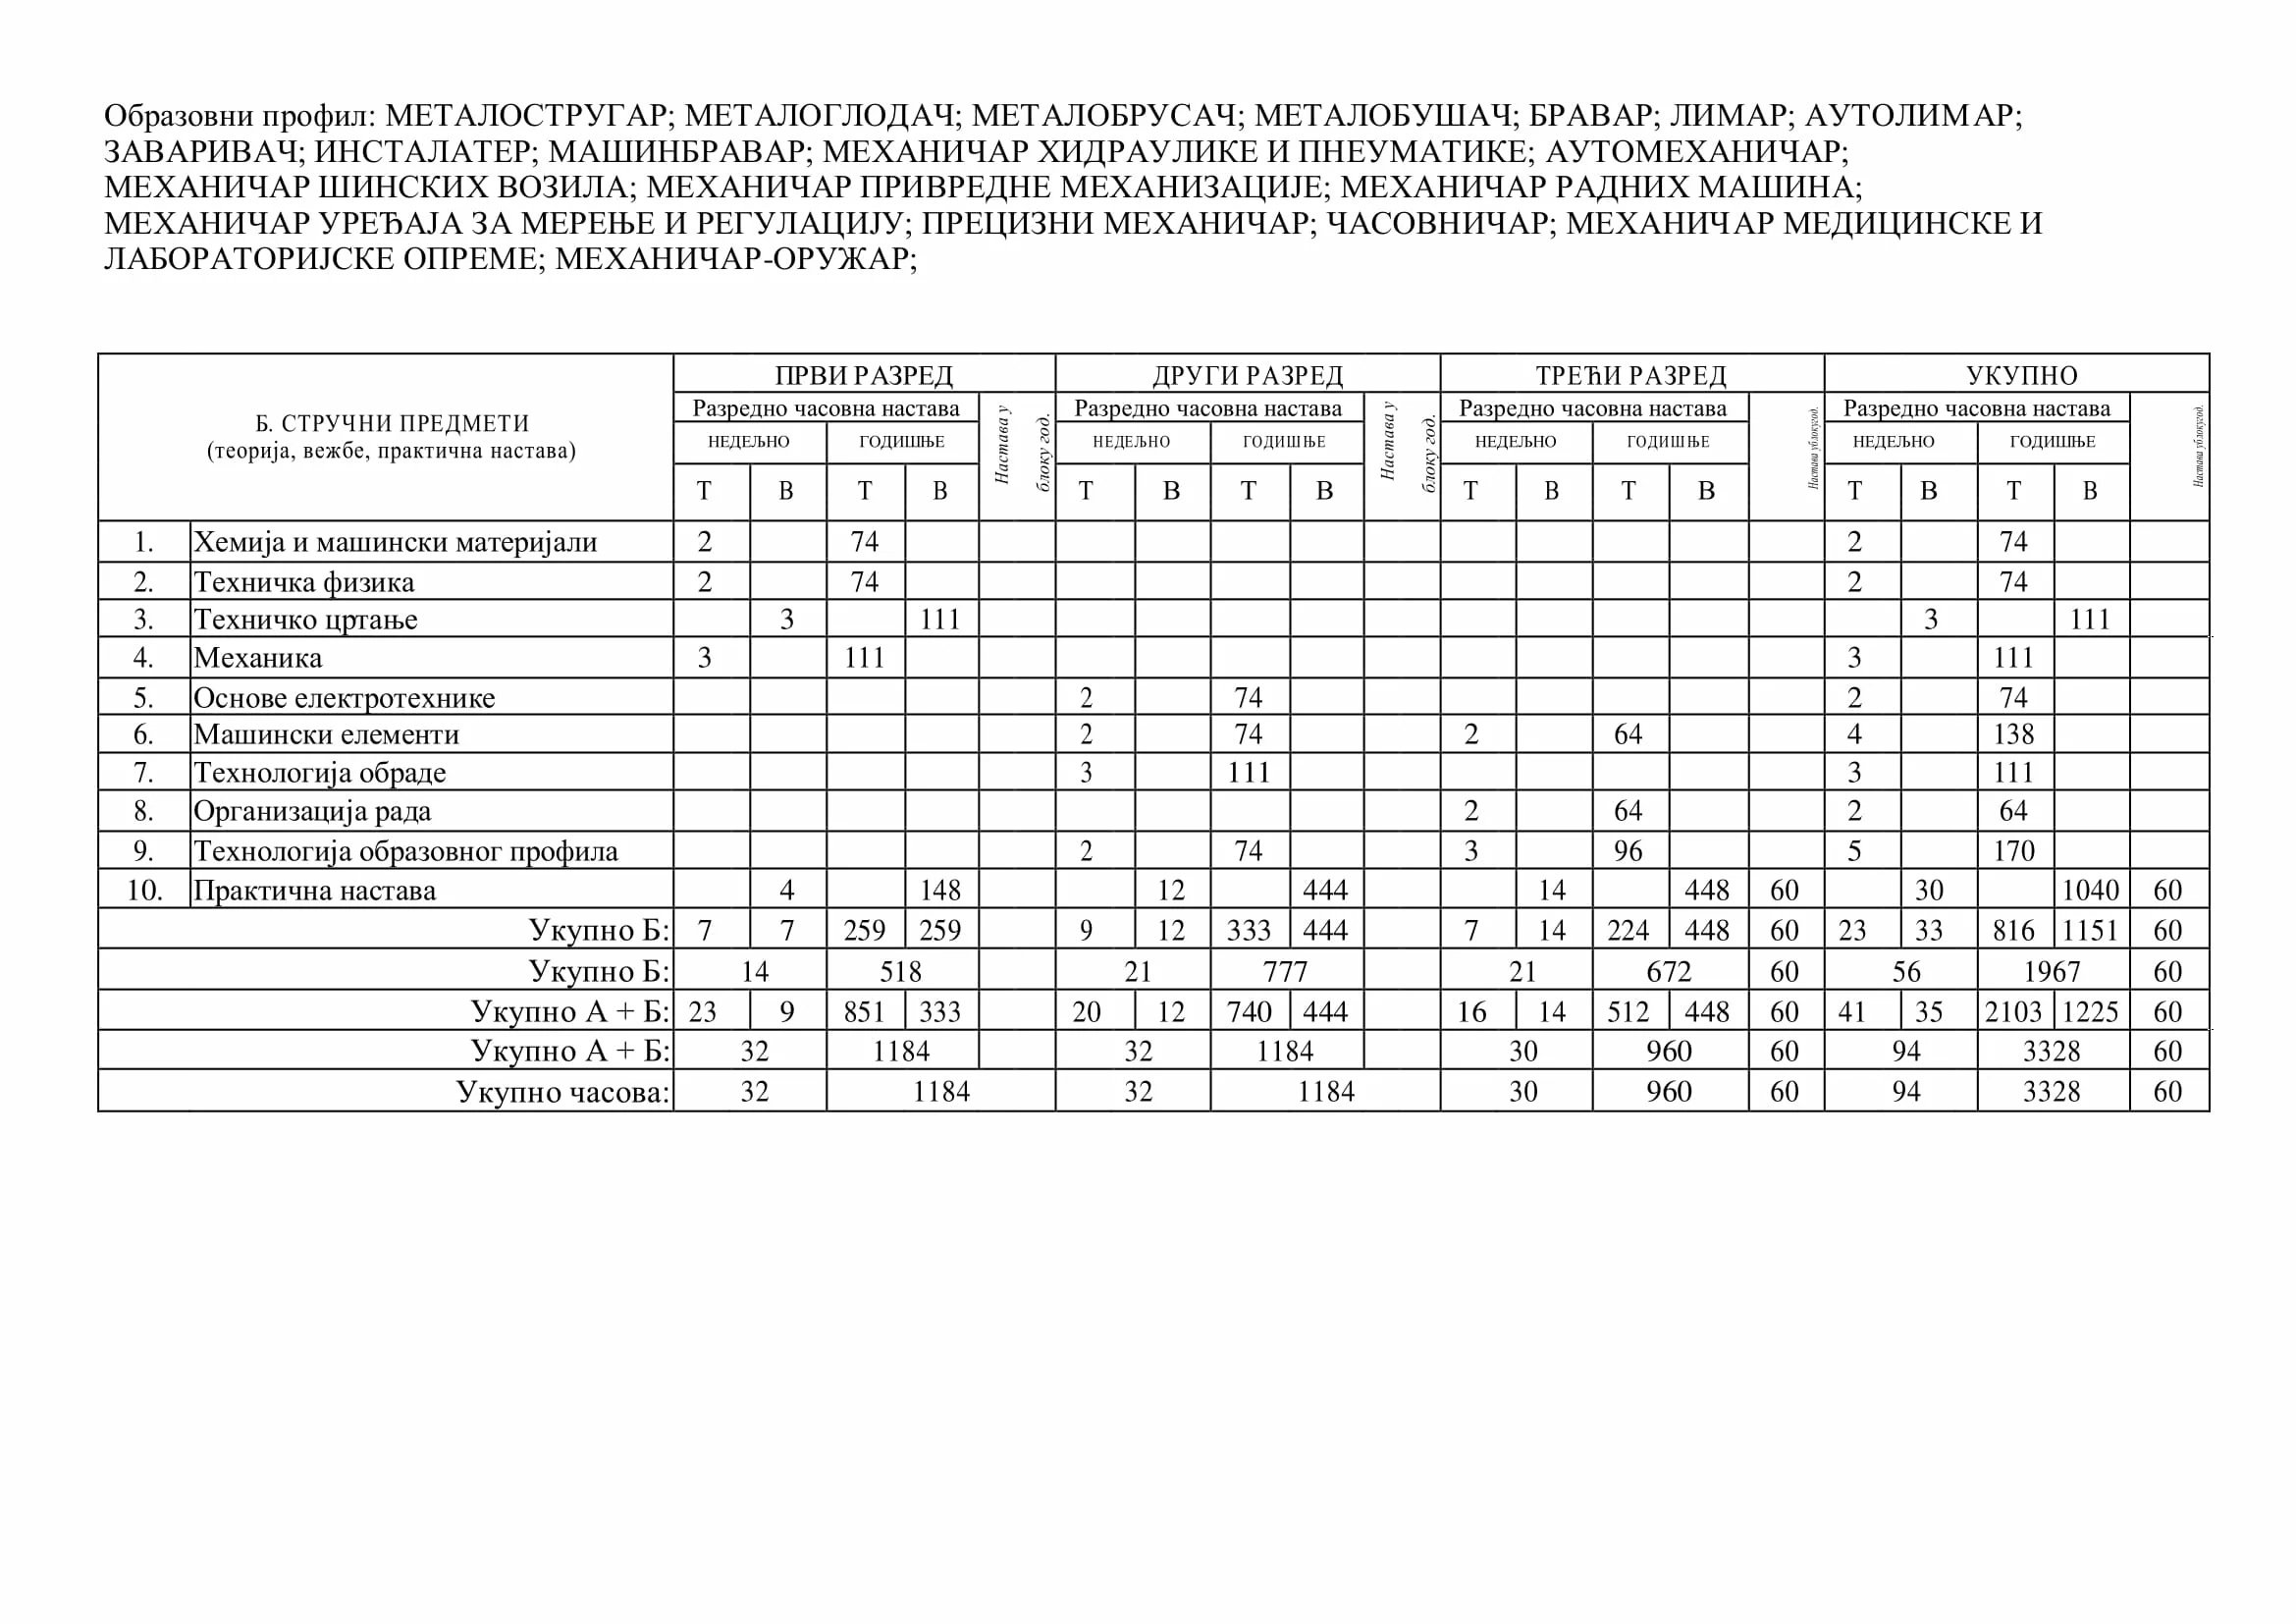 Образовни профил: МЕТАЛОСТРУГАР; МЕТАЛОГЛОДАЧ; МЕТАЛОБРУСАЧ; МЕТАЛОБУШАЧ; БРАВАР; ЛИМАР; АУТОЛИМАР;
ЗАВАРИВАЧ; ИНСТАЛАТЕР; МАШИНБРАВАР; МЕХАНИЧАР ХИДРАУЛИКЕ И ПНЕУМАТИКЕ; АУТОМЕХАНИЧАР;
МЕХАНИЧАР ШИНСКИХ ВОЗИЛА; МЕХАНИЧАР ПРИВРЕДНЕ МЕХАНИЗАЦИЈЕ; МЕХАНИЧАР РАДНИХ МАШИНА;
МЕХАНИЧАР УРЕЂАЈА ЗА МЕРЕЊЕ И РЕГУЛАЦИЈУ; ПРЕЦИЗНИ МЕХАНИЧАР; ЧАСОВНИЧАР; МЕХАНИЧАР МЕДИЦИНСКЕ И
ЛАБОРАТОРИЈСКЕ ОПРЕМЕ; МЕХАНИЧАР-ОРУЖАР;
Б. СТРУЧНИ ПРЕДМЕТИ
(теорија, вежбе, практична настава)
ПРВИ РАЗРЕД ДРУГИ РАЗРЕД ТРЕЋИ РАЗРЕД УКУПНО
Разредно часовна настава Настава у блоку год. Разредно часовна настава Настава у блоку год. Разредно часовна настава Настава ублокугод. Разредно часовна настава Настава ублокугод.
НЕДЕЉНО ГОДИШЊЕ НЕДЕЉНО ГОДИШЊЕ НЕДЕЉНО ГОДИШЊЕ НЕДЕЉНО ГОДИШЊЕ
Т В Т В Т В Т В Т В Т В Т В Т В
1. Хемија и машински материјали 2 74 2 74
2. Техничка физика 2 74 2 74
3. Техничко цртање 3 111 3 111
4. Механика 3 111 3 111
5. Основе електротехнике 2 74 2 74
6. Машински елементи 2 74 2 64 4 138
7. Технологија обраде 3 111 3 111
8. Организација рада 2 64 2 64
9. Технологија образовног профила 2 74 3 96 5 170
10. Практична настава 4 148 12 444 14 448 60 30 1040 60
Укупно Б: 7 7 259 259 9 12 333 444 7 14 224 448 60 23 33 816 1151 60
Укупно Б: 14 518 21 777 21 672 60 56 1967 60
Укупно А + Б: 23 9 851 333 20 12 740 444 16 14 512 448 60 41 35 2103 1225 60
Укупно А + Б: 32 1184 32 1184 30 960 60 94 3328 60
Укупно часова: 32 1184 32 1184 30 960 60 94 3328 60